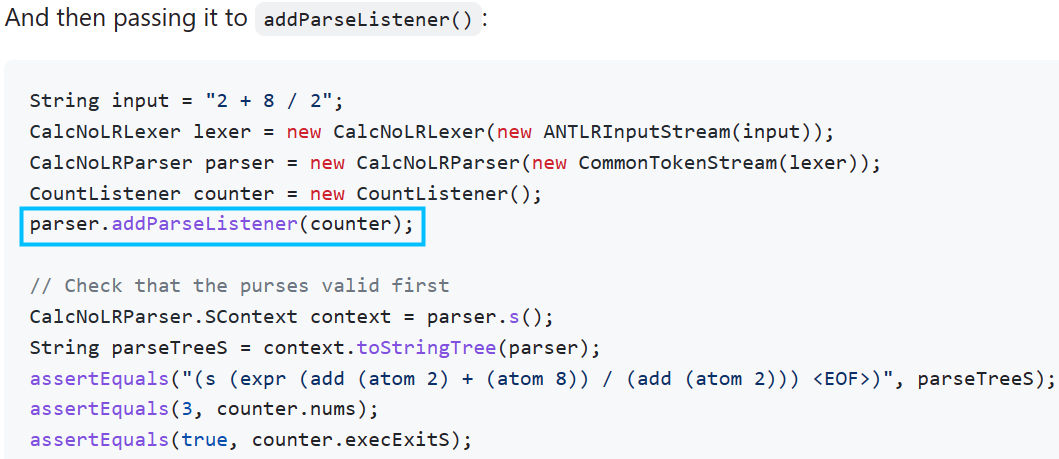 And then passing it to addParseListener():
String input = "2 + 8 / 2";
CalcNoLRLexer lexer = new CalcNoLRLexer(new ANTLRInputStream(input));
CalcNoLRParser parser = new CalcNoLRParser(new CommonTokenStream(lexer));
CountListener counter = new CountListener();
parser.addParseListener(counter);
// Check that the purses valid first
CalcNoLRParser.SContext context = parser.s();
String parseTreeS = context.toStringTree(parser);
assertEquals("(s (expr (add (atom 2) + (atom 8)) / (add (atom 2))) <EOF>)", parseTreeS);
assertEquals(3, counter.nums);
assertEquals(true, counter.execExitS);